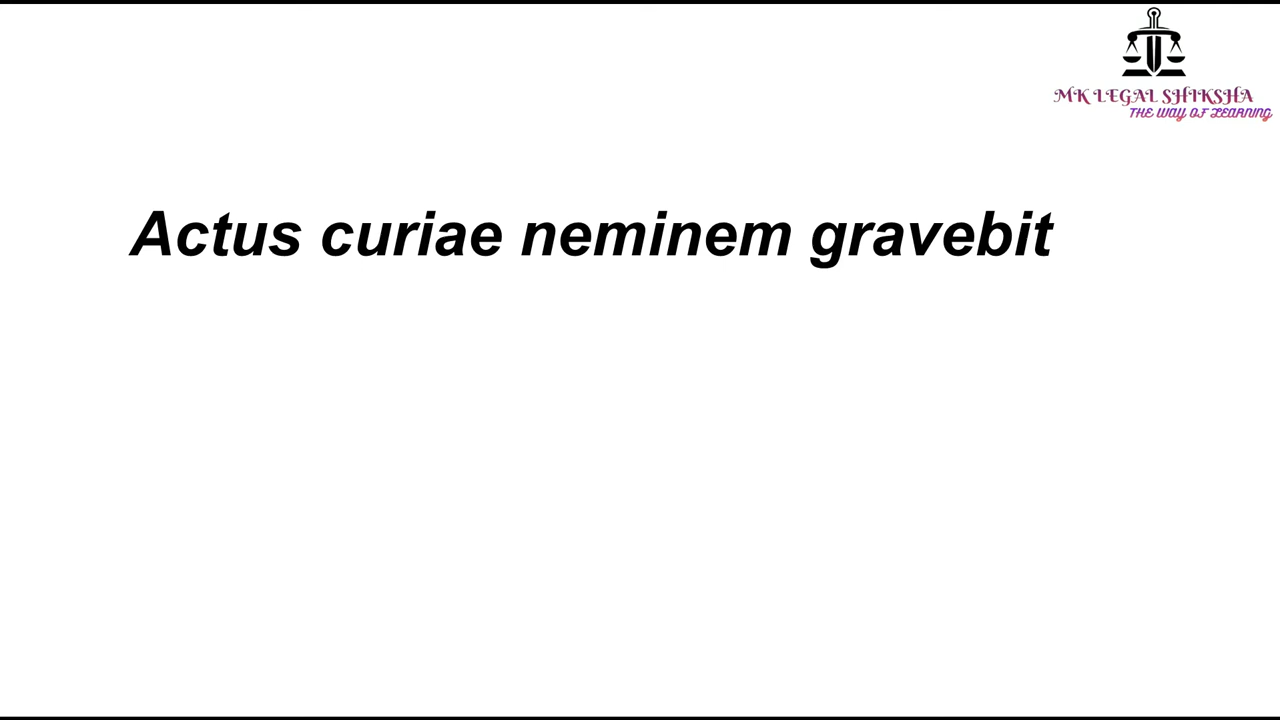 MK LEGAL SHIKSHA
THE WAY OF LEARNING
Actus curiae neminem gravebit